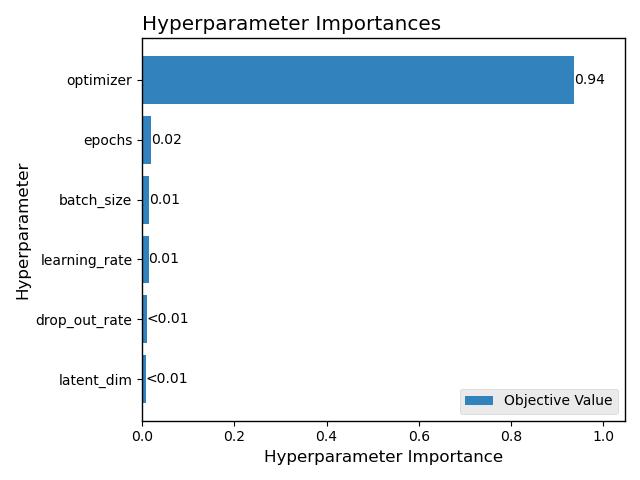 Hyperparameter Importances
Hyperparameter
optimizer 0.94
epochs 0.02
batch_size 0.01
learning_rate 0.01
drop_out_rate <0.01
latent_dim <0.01
Objective Value
0.0 0.2 0.4 0.6 0.8 1.0
Hyperparameter Importance